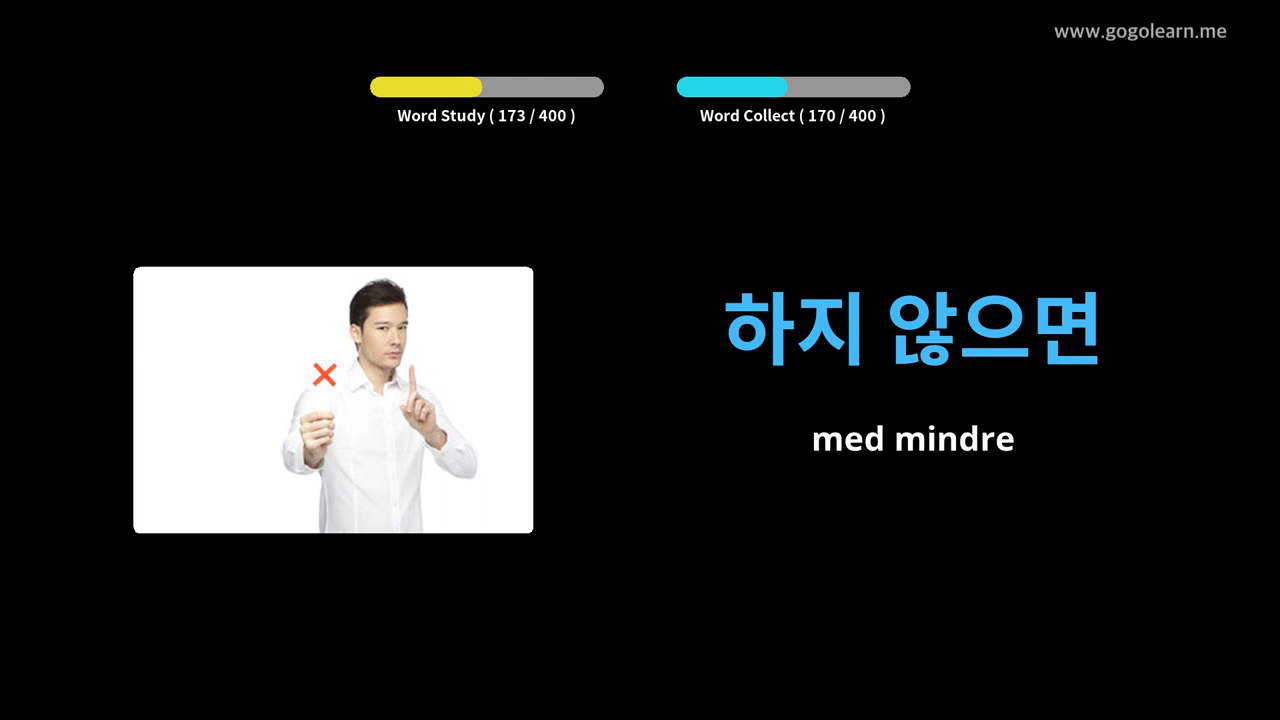 www.gogolearn.me
Word Study ( 173 / 400 )
Word Collect ( 170 / 400 )
하지 않으면
med mindre